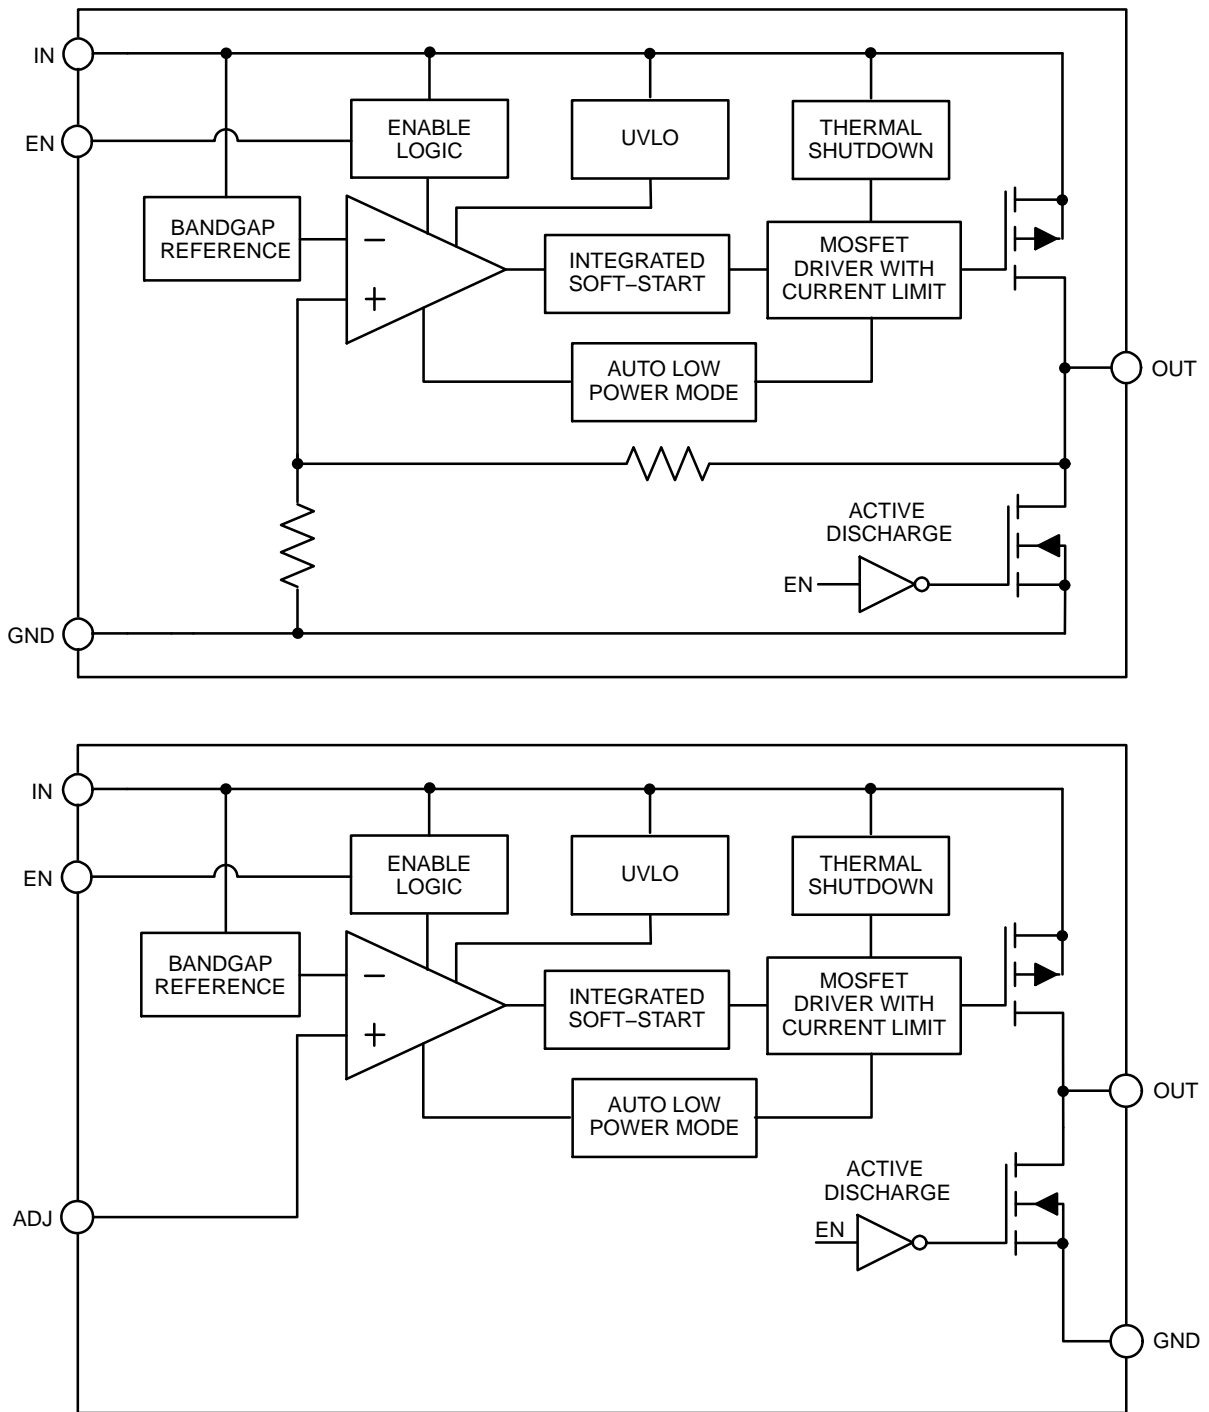 IN
ENABLE
LOGIC
UVLO
THERMAL
SHUTDOWN
EN
BANDGAP
REFERENCE
−
+
INTEGRATED
SOFT−START
MOSFET
DRIVER WITH
CURRENT LIMIT
AUTO LOW
POWER MODE
OUT
ACTIVE
DISCHARGE
EN
GND
IN
ENABLE
LOGIC
UVLO
THERMAL
SHUTDOWN
EN
BANDGAP
REFERENCE
−
+
INTEGRATED
SOFT−START
MOSFET
DRIVER WITH
CURRENT LIMIT
AUTO LOW
POWER MODE
OUT
ACTIVE
DISCHARGE
ADJ
EN
GND